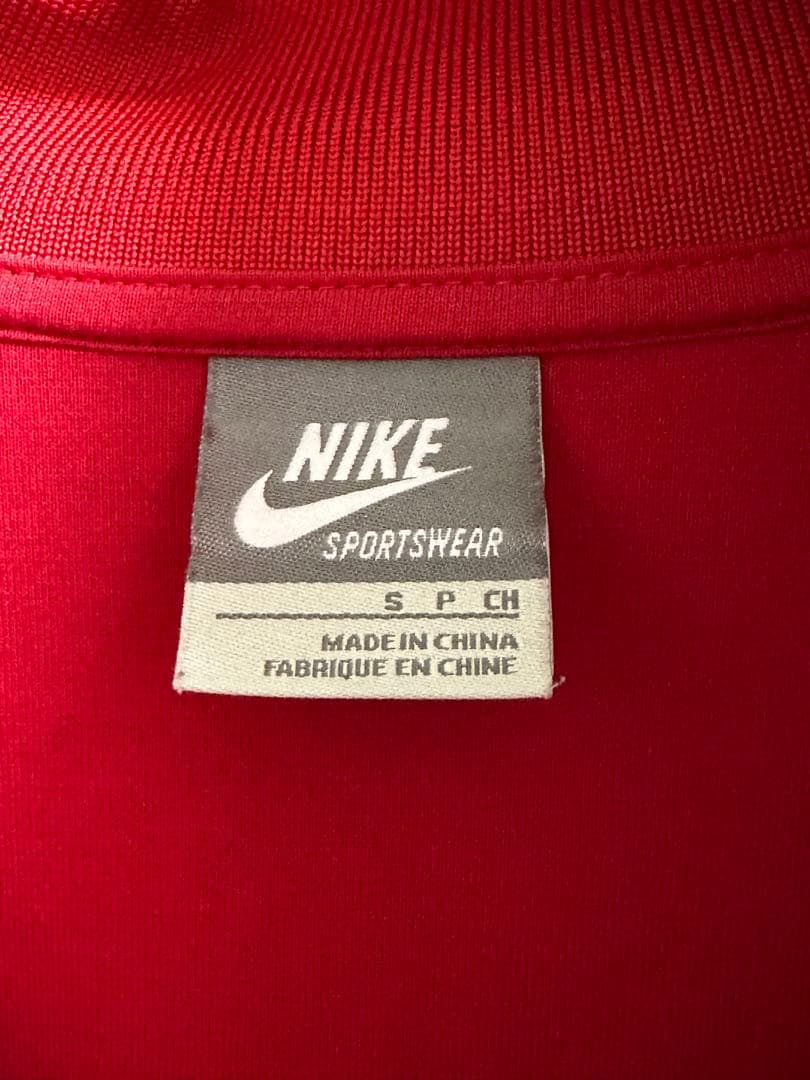 NIKE
SPORTSWEAR
S P CH
MADE IN CHINA
FABRIQUE EN CHINE